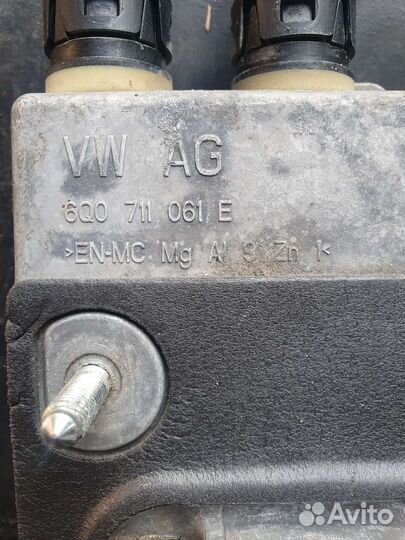 VW AG
6Q0 711 061 E
>EN-MC Mg Al 9 Zn 1<
Avito